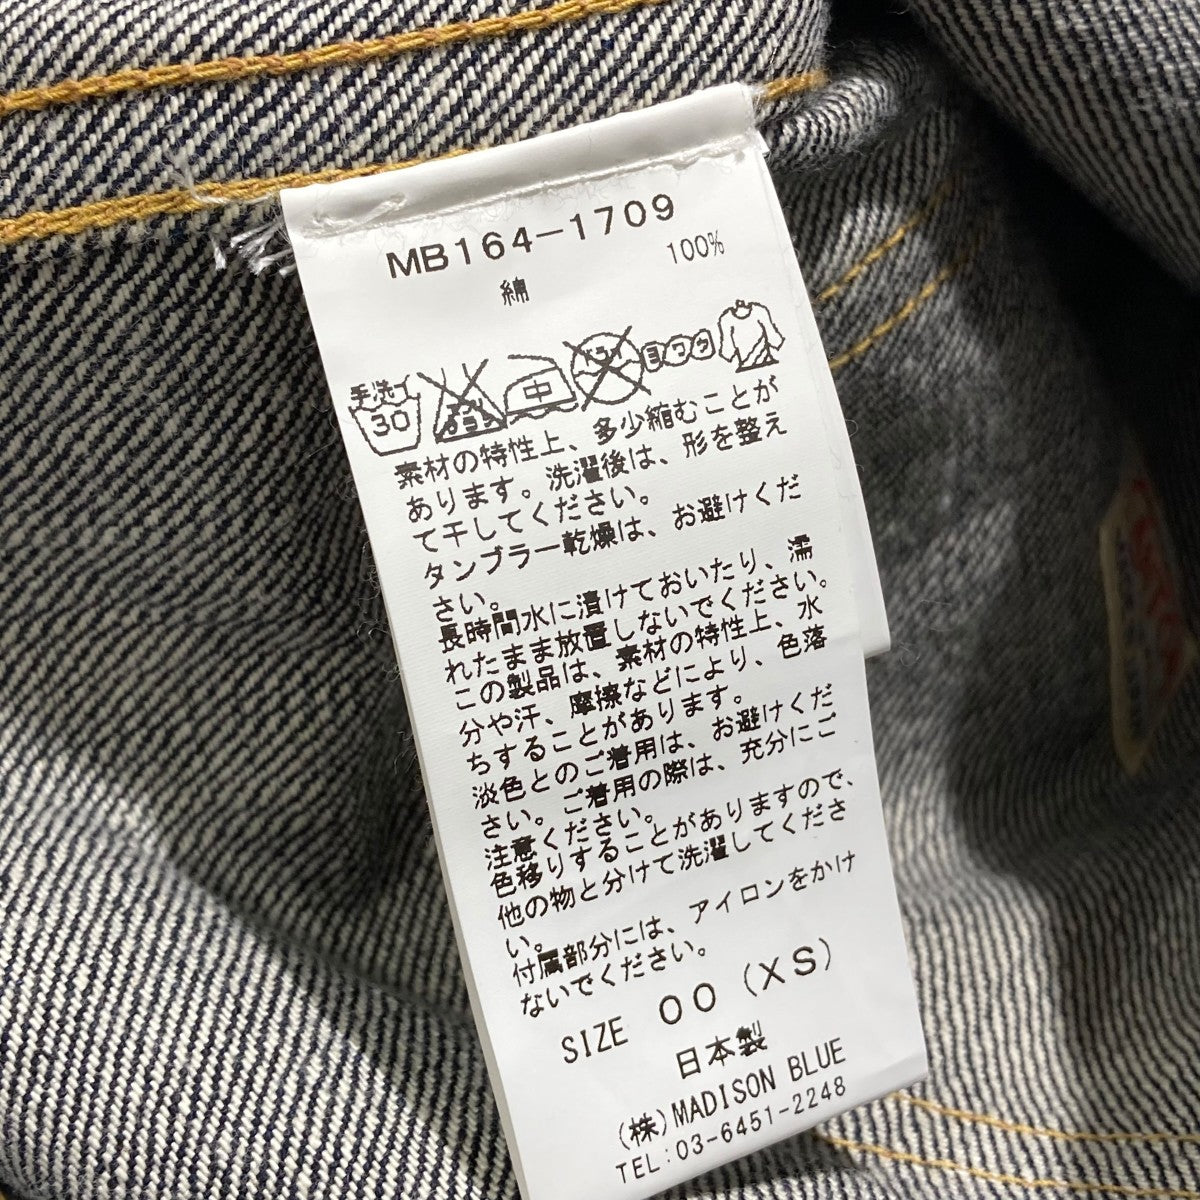 MB164-1709
綿 100%
手洗イ
30
エンソサラシ
中
ドライ
ヨワク
素材の特性上、多少縮むことが
あります。洗濯後は、形を整え
て干してください。
タンブラー乾燥は、お避けくだ
さい。
長時間水に漬けておいたり、濡
れたまま放置しないでください。
この製品は、素材の特性上、水
分や汗、摩擦などにより、色落
ちすることがあります。
淡色とのご着用は、お避けくだ
さい。ご着用の際は、充分にご
注意ください。
色移りすることがありますので、
他の物と分けて洗濯してくださ
い。
付属部分には、アイロンをかけ
ないでください。
SIZE 00 (XS)
日本製
(株)MADISON BLUE
TEL:03-6451-2248